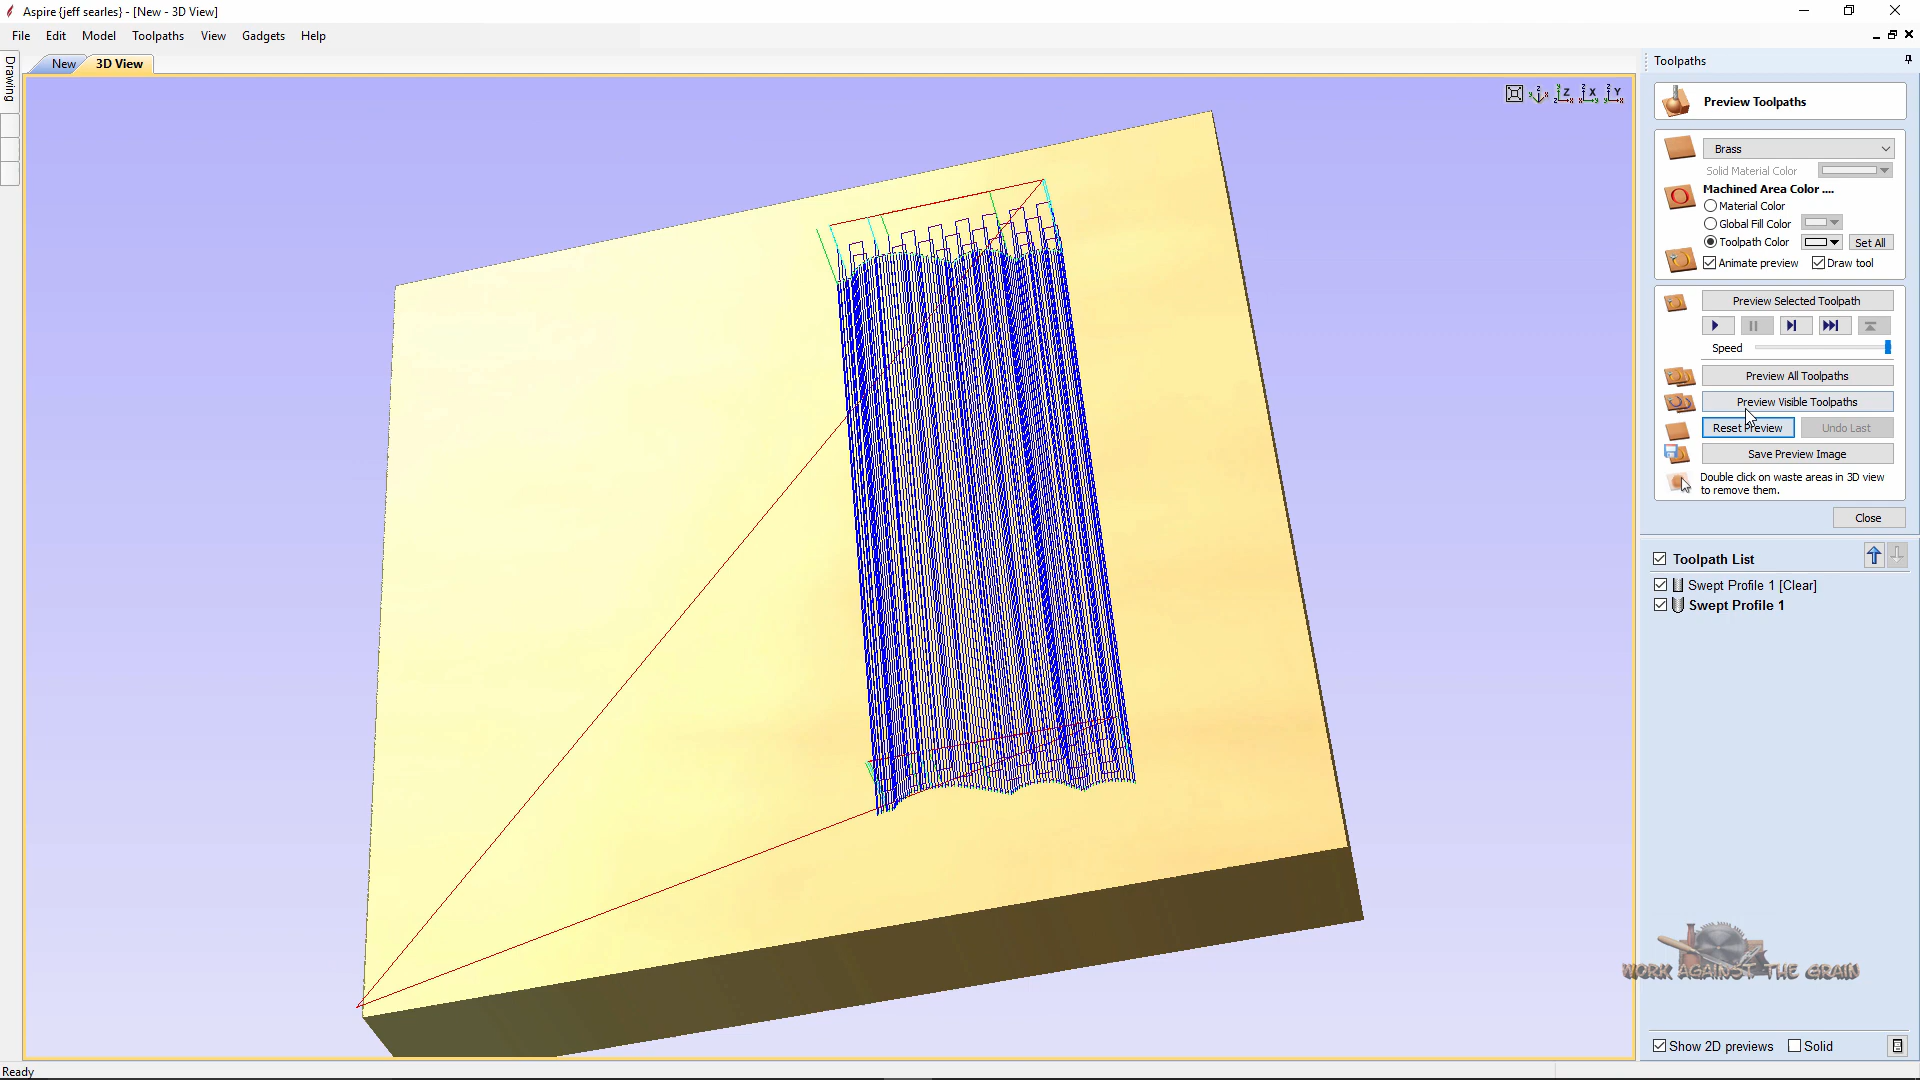 Aspire {jeff searles} - [New - 3D View]
File Edit Model Toolpaths View Gadgets Help
Drawing
New 3D View
Toolpaths
Preview Toolpaths
Brass
Solid Material Color
Machined Area Color ....
Material Color
Global Fill Color
Toolpath Color Set All
Animate preview Draw tool
Preview Selected Toolpath
Speed
Preview All Toolpaths
Preview Visible Toolpaths
Reset Preview Undo Last
Save Preview Image
Double click on waste areas in 3D view
to remove them.
Close
Toolpath List
Swept Profile 1 [Clear]
Swept Profile 1
WORK AGAINST THE GRAIN
Show 2D previews Solid
Ready